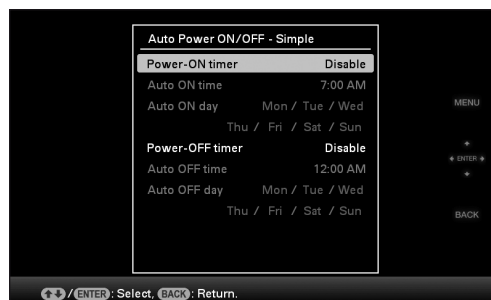 Auto Power ON/OFF - Simple
Power-ON timer Disable
Auto ON time 7:00 AM
Auto ON day Mon / Tue / Wed
Thu / Fri / Sat / Sun
Power-OFF timer Disable
Auto OFF time 12:00 AM
Auto OFF day Mon / Tue / Wed
Thu / Fri / Sat / Sun
MENU
ENTER
BACK
/ENTER: Select, BACK: Return.